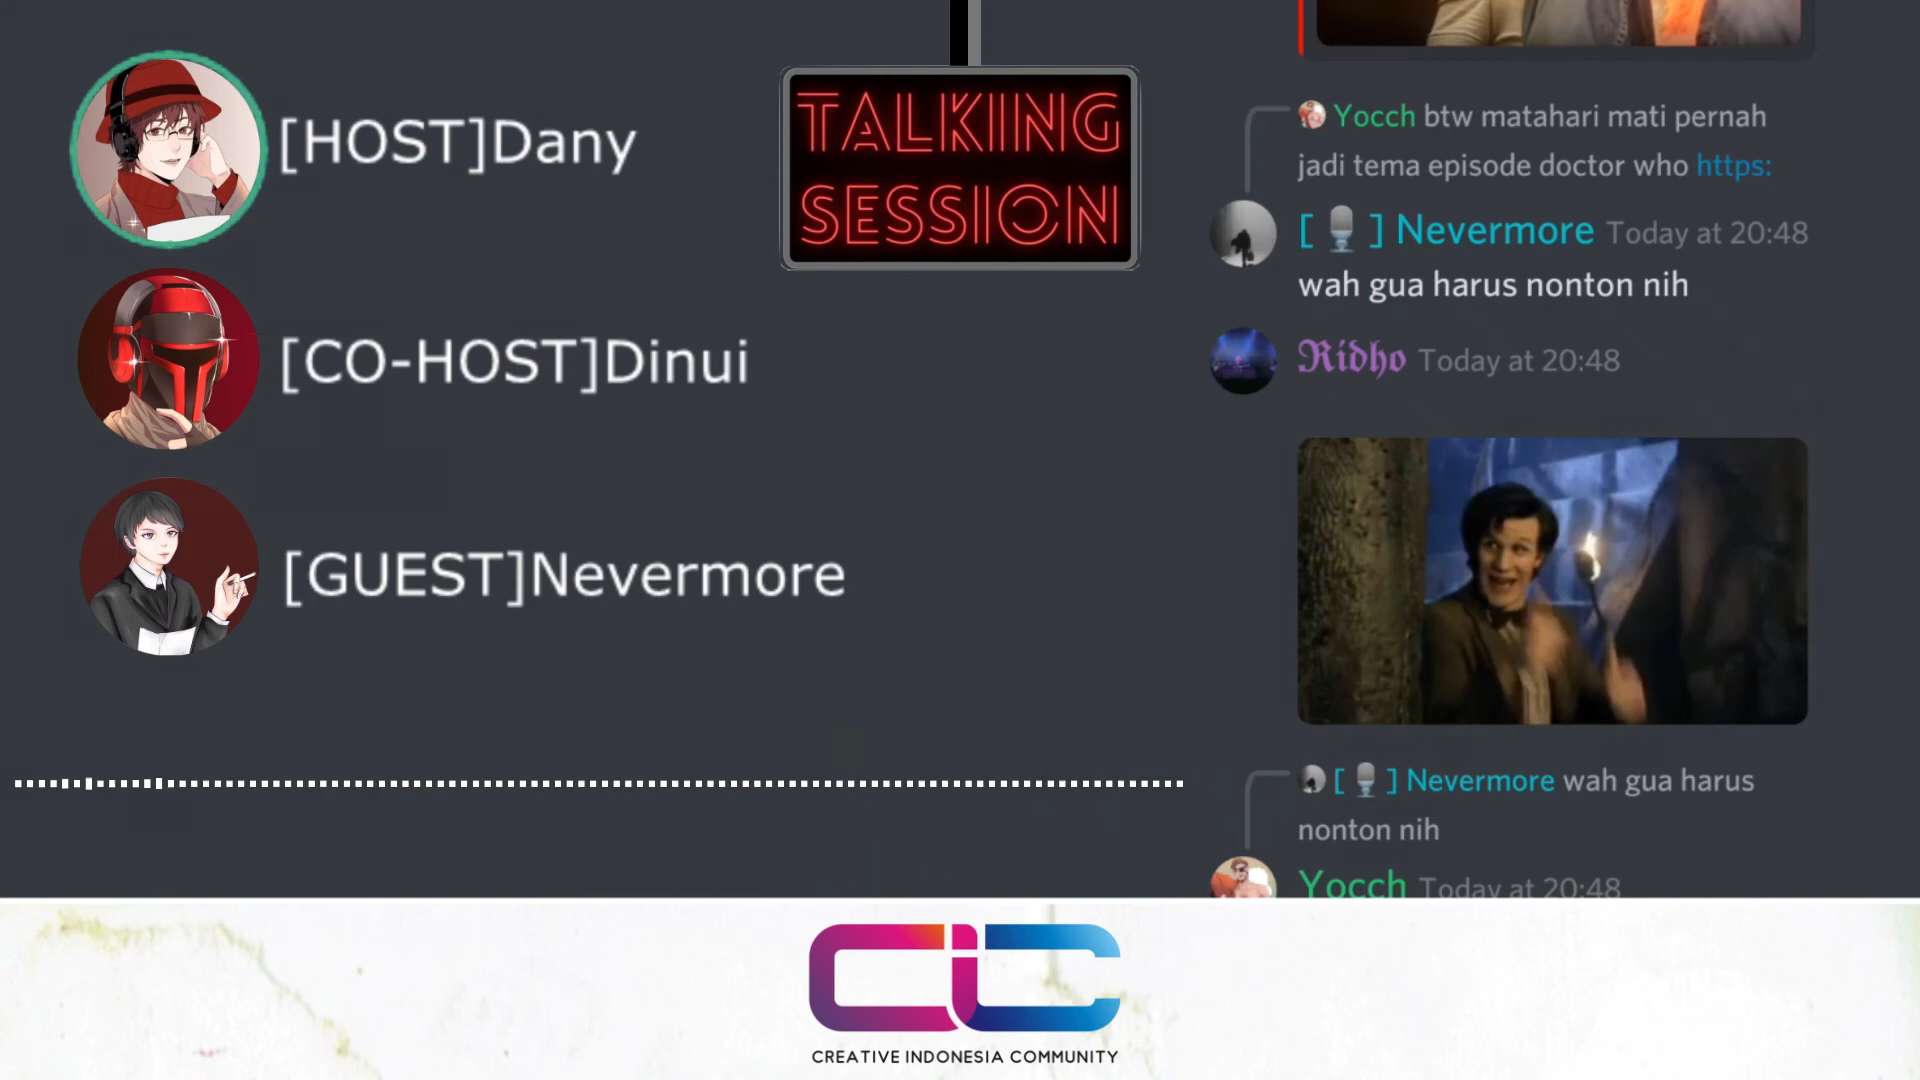 [HOST]Dany
[CO-HOST]Dinui
[GUEST]Nevermore
TALKING
SESSION
Yocch btw matahari mati pernah
jadi tema episode doctor who https:
[ 🎙️ ] Nevermore Today at 20:48
wah gua harus nonton nih
Ridho Today at 20:48
[ 🎙️ ] Nevermore wah gua harus
nonton nih
Yocch Today at 20:48
CiC
CREATIVE INDONESIA COMMUNITY